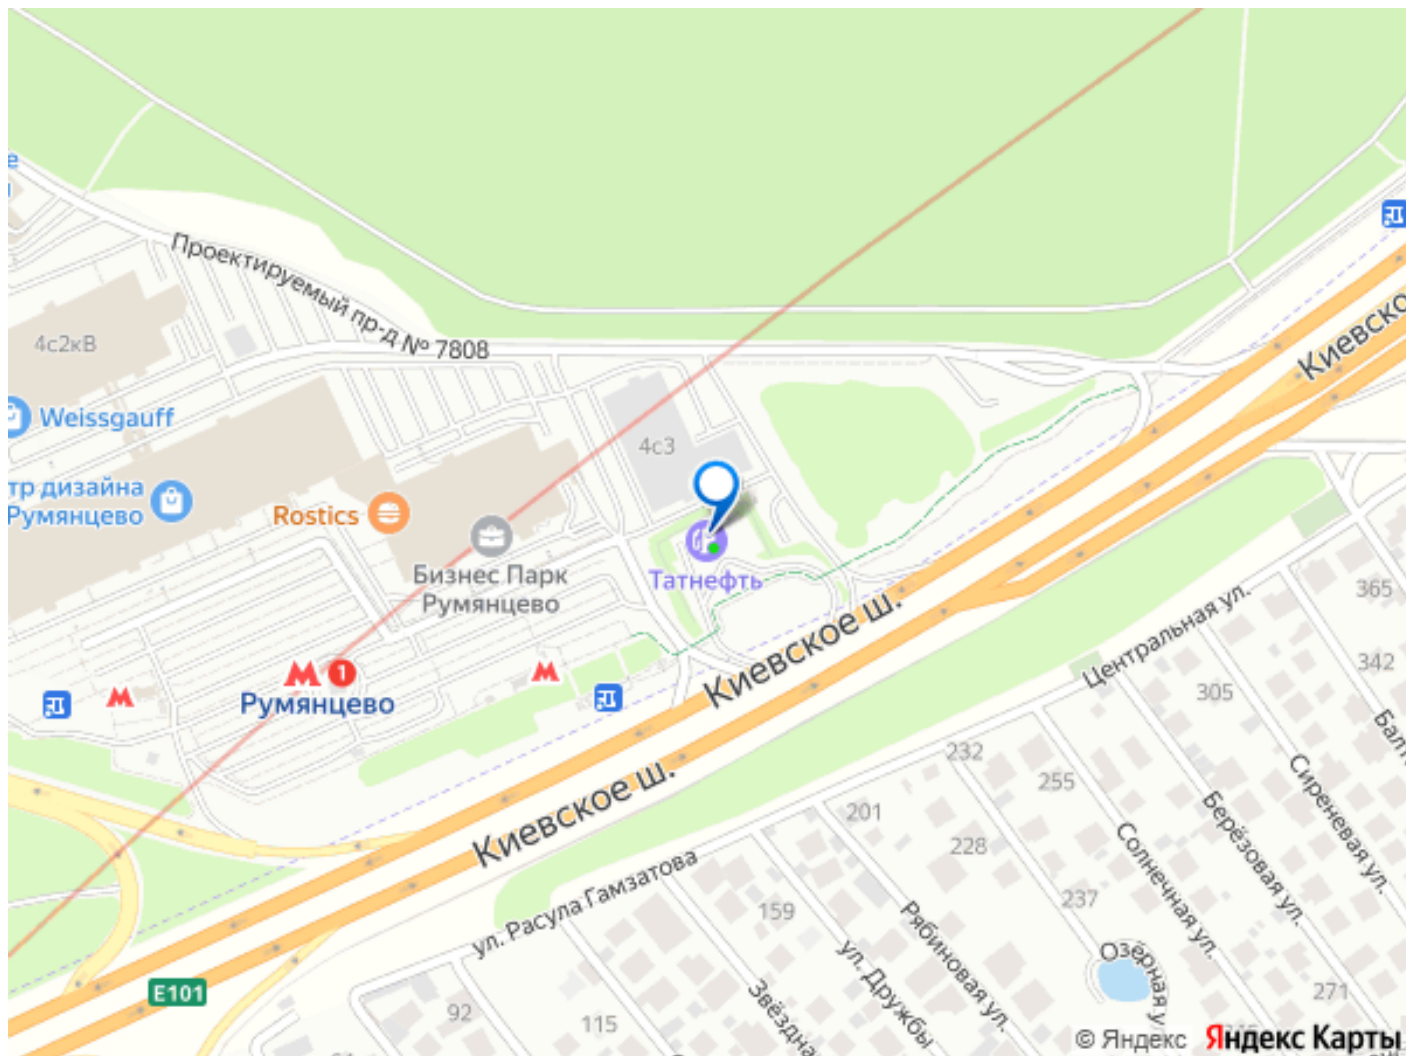 Проектируемый пр-д № 7808
4с2кВ
Weissgauff
тр дизайна
Румянцево
Rostics
4с3
Бизнес Парк
Румянцево
Татнефть
1
Румянцево
Киевско
Киевское ш.
Киевское ш.
Центральная ул.
365
342
305
232
255
201
228
237
159
Сиреневая ул.
Берёзовая ул.
Солнечная ул.
Рябиновая ул.
ул. Дружбы
ул. Расула Гамзатова
Озёрная у
271
E101
92
115
© Яндекс Яндекс Карты